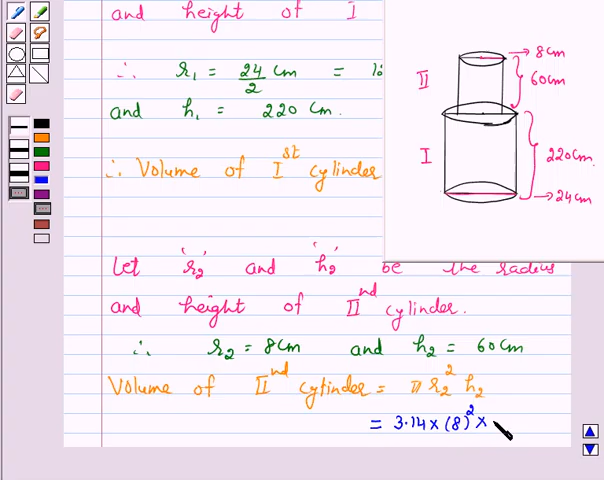 and height of I
∴ r₁ = 24/2 cm = 1
and h₁ = 220 cm.
∴ Volume of Iˢᵗ cylinder
Let 'r₂' and 'h₂' be the radius
and height of IIⁿᵈ cylinder.
∴ r₂ = 8cm and h₂ = 60cm
Volume of IIⁿᵈ cylinder = π r₂² h₂
= 3.14 × (8)² ×
8cm
II
60cm
I
220cm.
24cm